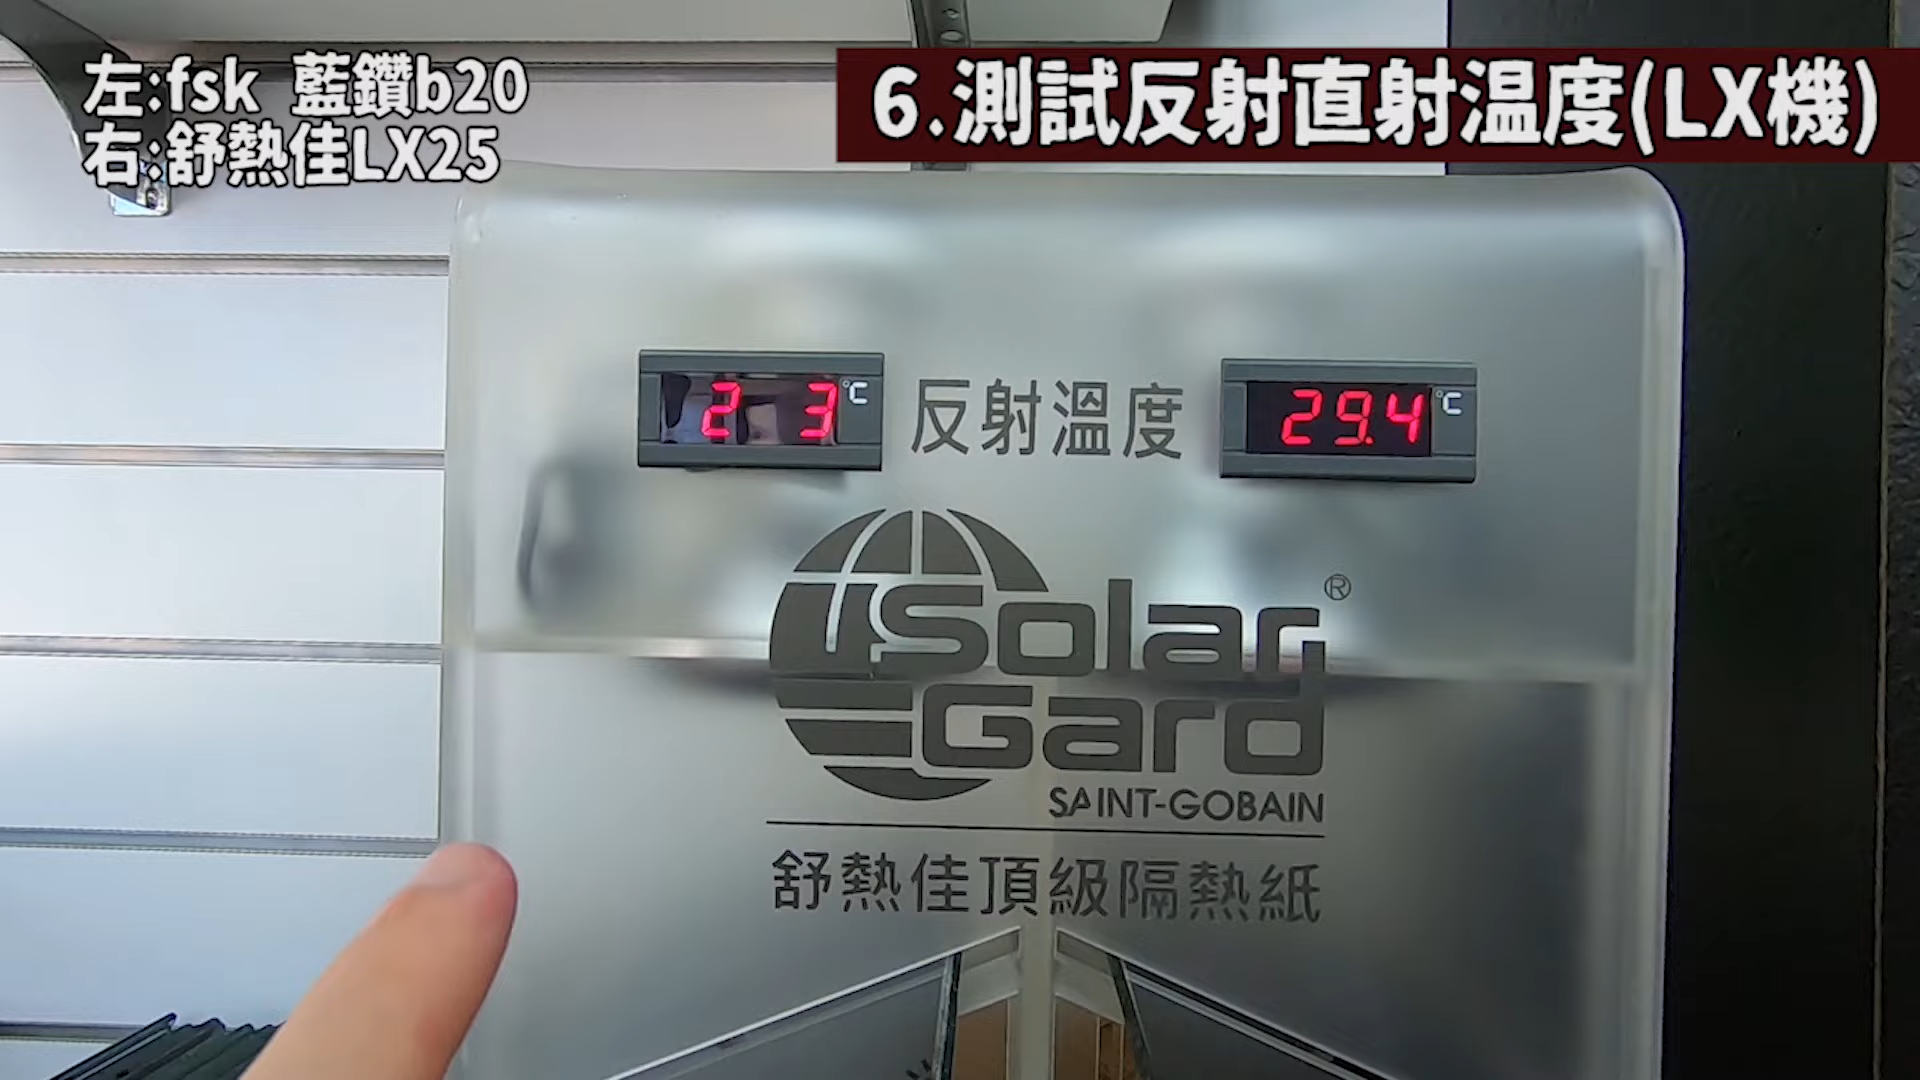 左:fsk 藍鑽b20
右:舒熱佳LX25
6.測試反射直射温度(LX機)
2 3 ℃
反射溫度
29.4 ℃
Solar
Gard
®
SAINT-GOBAIN
舒熱佳頂級隔熱紙